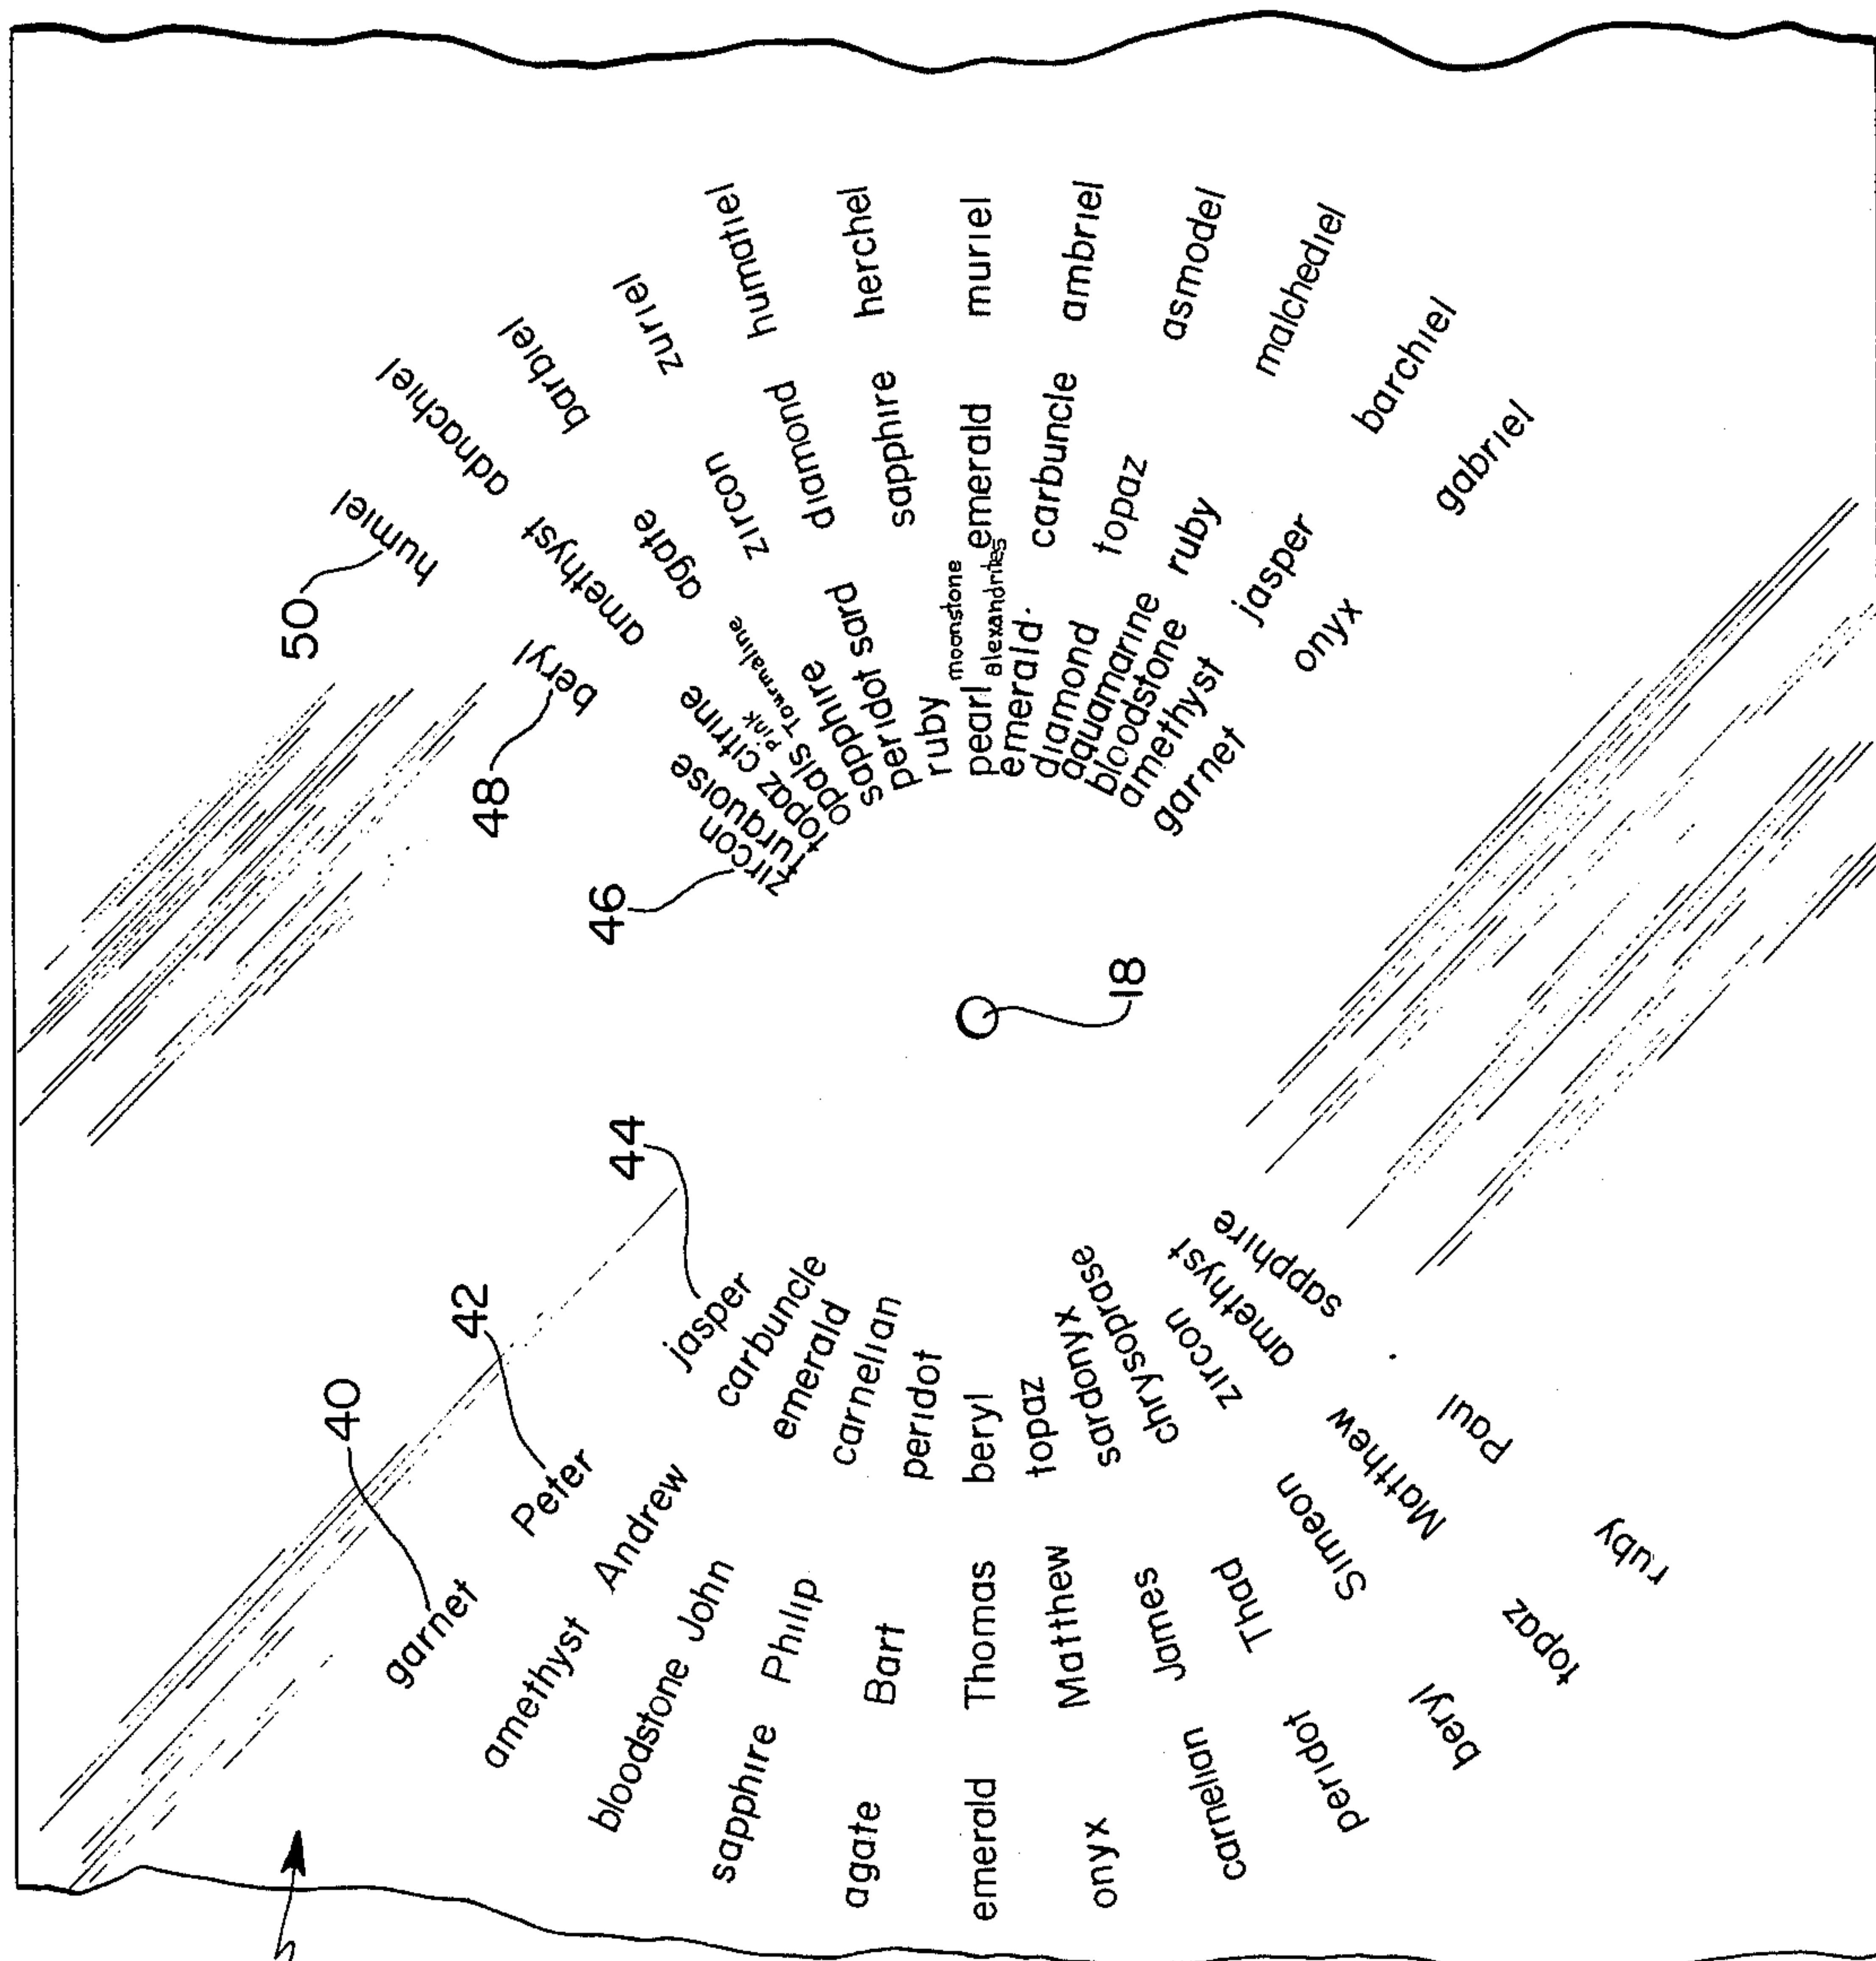 40
42
44
46
48
50
18
garnet Peter jasper
amethyst Andrew carbuncle
bloodstone John emerald
sapphire Philip carnelian
agate Bart peridot
emerald Thomas beryl
onyx Matthew topaz
carnelian James sardonyx
peridot Thad chrysoprase
beryl Simeon zircon
topaz Matthew amethyst
ruby Paul sapphire
zircon
turquoise
topaz citrine
opals Pink Tourmaline
sapphire
peridot sard
ruby
pearl moonstone alexandrites
emerald
diamond
aquamarine
bloodstone
amethyst
garnet
beryl humiel
amethyst adnachiel
agate barbiel
zircon zuriel
diamond humatiel
sapphire herchel
emerald muriel
carbuncle ambriel
topaz asmodel
ruby malchediel
jasper barchiel
onyx gabriel